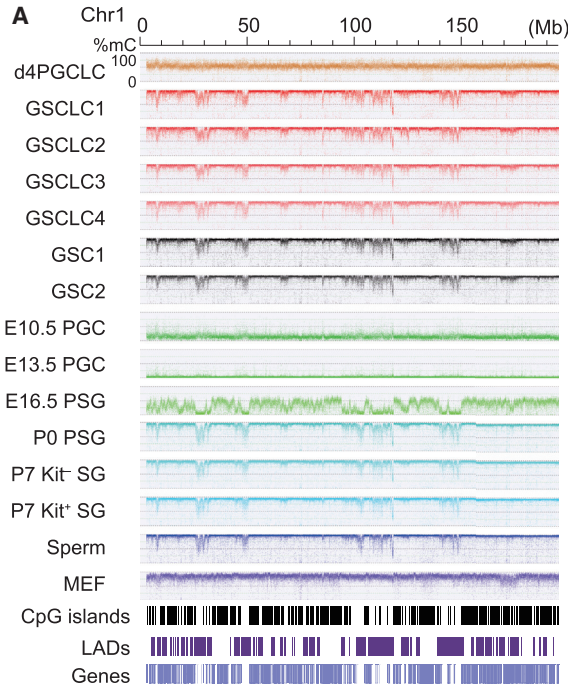 A
Chr1
0 50 100 150 (Mb)
%mC
100
0
d4PGCLC
GSCLC1
GSCLC2
GSCLC3
GSCLC4
GSC1
GSC2
E10.5 PGC
E13.5 PGC
E16.5 PSG
P0 PSG
P7 Kit⁻ SG
P7 Kit⁺ SG
Sperm
MEF
CpG islands
LADs
Genes